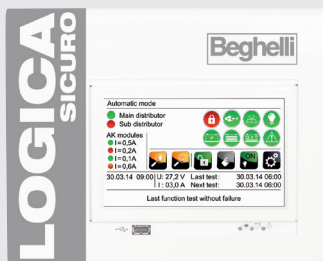 LOGICA
SICURO
Beghelli
Automatic mode
Main distributor
Sub distributor
AK modules
I=0,5A
I=0,2A
I=0,1A
I=0,6A
30.03.14 09:00 U: 27,2 V Last test: 30.03.14 06:00
I : 03,0 A Next test: 30.03.14 06:00
Last function test without failure